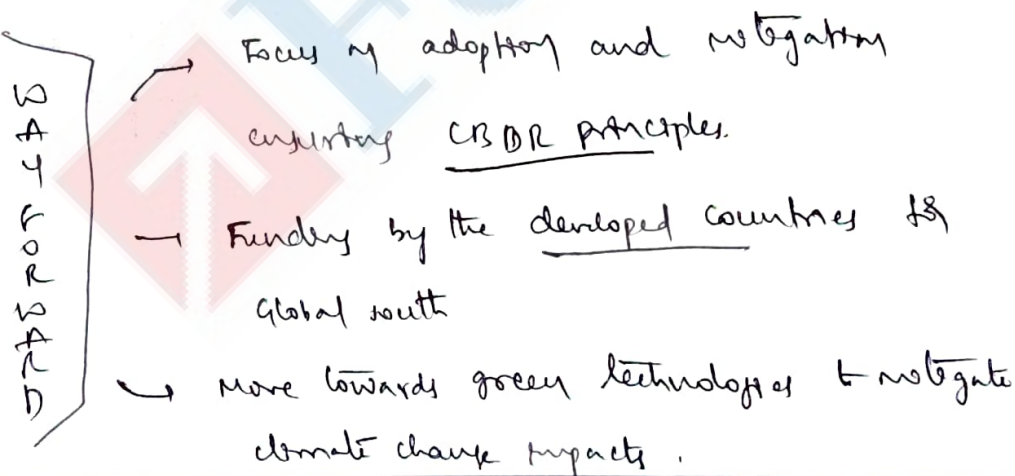 WAY FORWARD
Focus on adoption and mitigation
ensuring CBDR principles.
Funding by the developed countries for
Global south
Move towards green technologies to mitigate
climate change impacts.